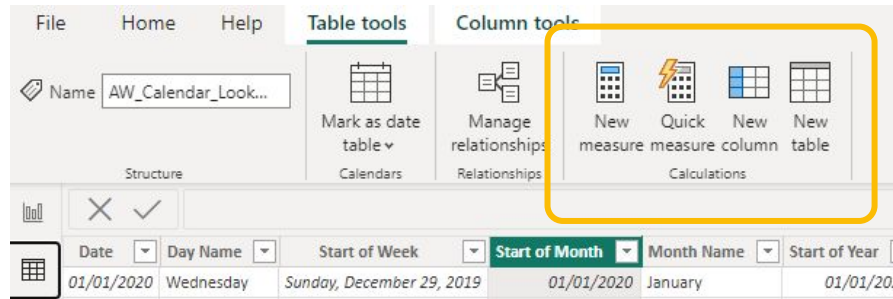 File Home Help Table tools Column tools
Name AW_Calendar_Look...
Mark as date
table
Manage
relationships
New
measure
Quick
measure
New
column
New
table
Structure Calendars Relationships Calculations
Date Day Name Start of Week Start of Month Month Name Start of Year
01/01/2020 Wednesday Sunday, December 29, 2019 01/01/2020 January 01/01/20